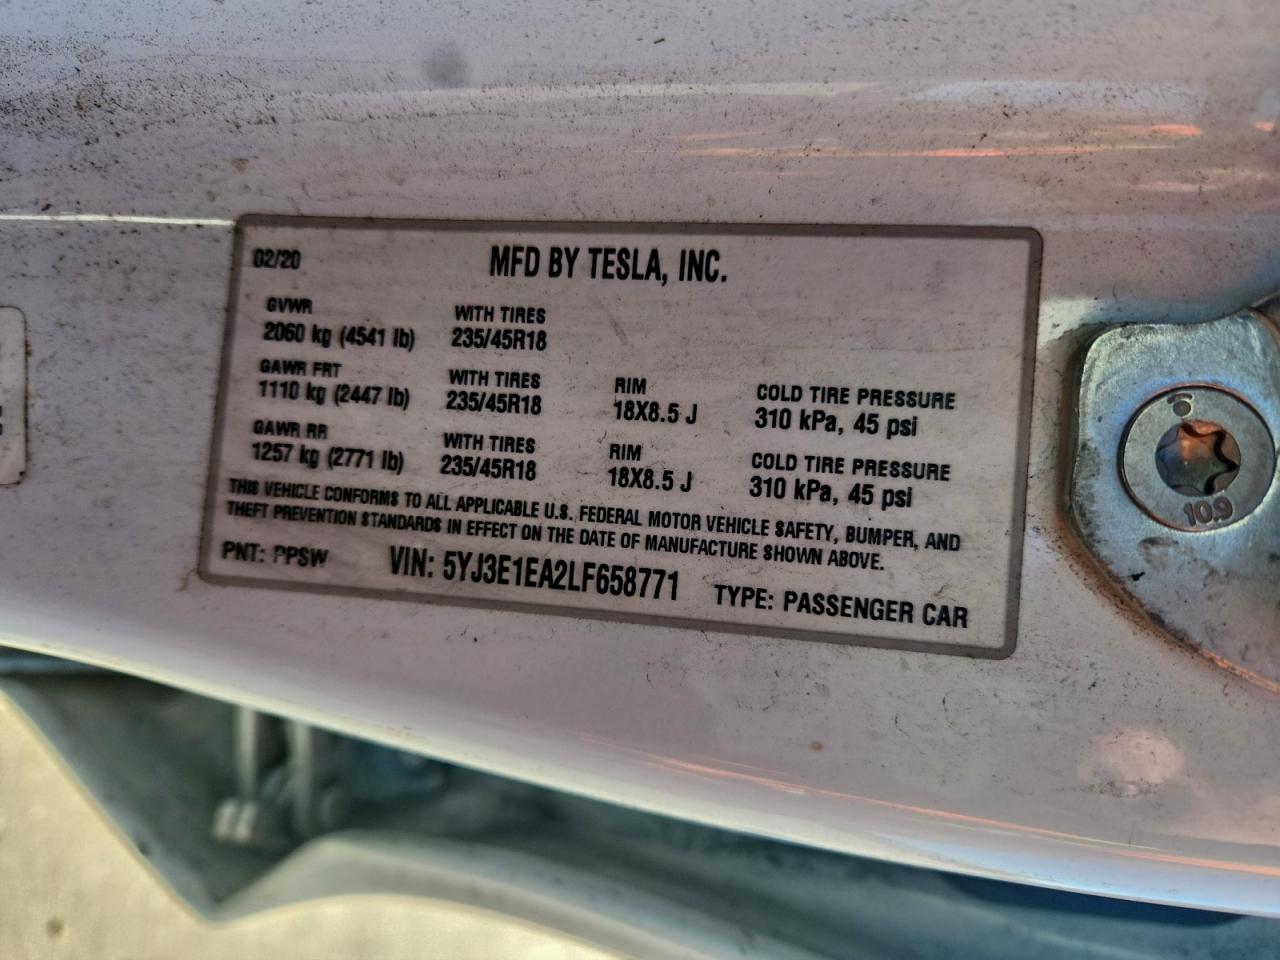 02/20
MFD BY TESLA, INC.
GVWR
2060 kg (4541 lb)
WITH TIRES
235/45R18
GAWR FRT
1110 kg (2447 lb)
WITH TIRES
235/45R18
RIM
18X8.5 J
COLD TIRE PRESSURE
310 kPa, 45 psi
GAWR RR
1257 kg (2771 lb)
WITH TIRES
235/45R18
RIM
18X8.5 J
COLD TIRE PRESSURE
310 kPa, 45 psi
THIS VEHICLE CONFORMS TO ALL APPLICABLE U.S. FEDERAL MOTOR VEHICLE SAFETY, BUMPER, AND
THEFT PREVENTION STANDARDS IN EFFECT ON THE DATE OF MANUFACTURE SHOWN ABOVE.
PNT: PPSW
VIN: 5YJ3E1EA2LF658771
TYPE: PASSENGER CAR
10.9